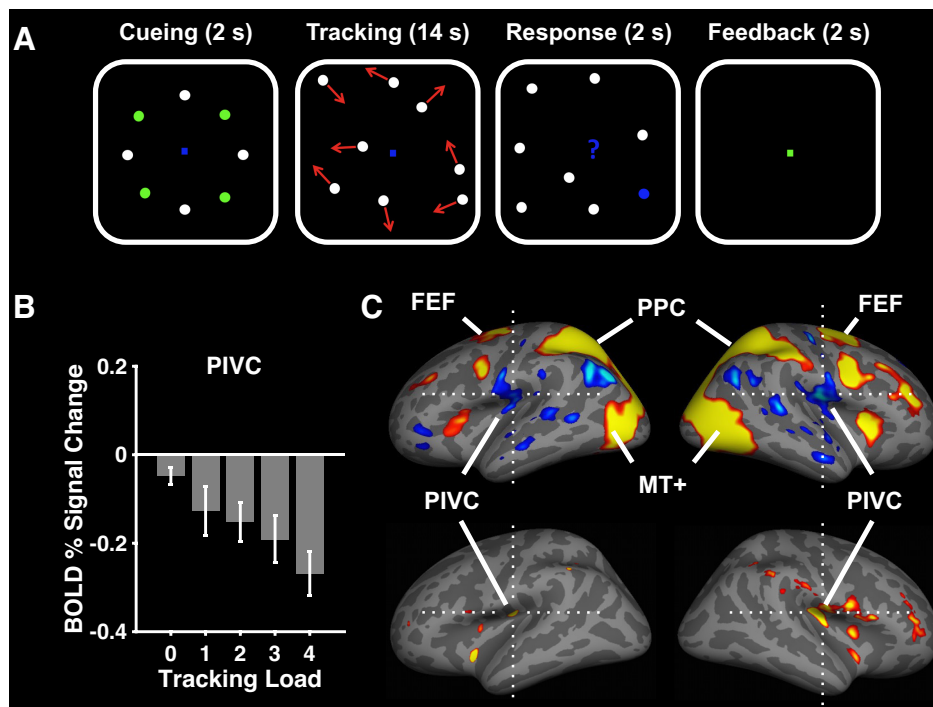 A
Cueing (2 s)
Tracking (14 s)
Response (2 s)
Feedback (2 s)
?
B
PIVC
BOLD % Signal Change
0.2
0
-0.2
-0.4
0 1 2 3 4
Tracking Load
C
FEF
PPC
FEF
MT+
PIVC
PIVC